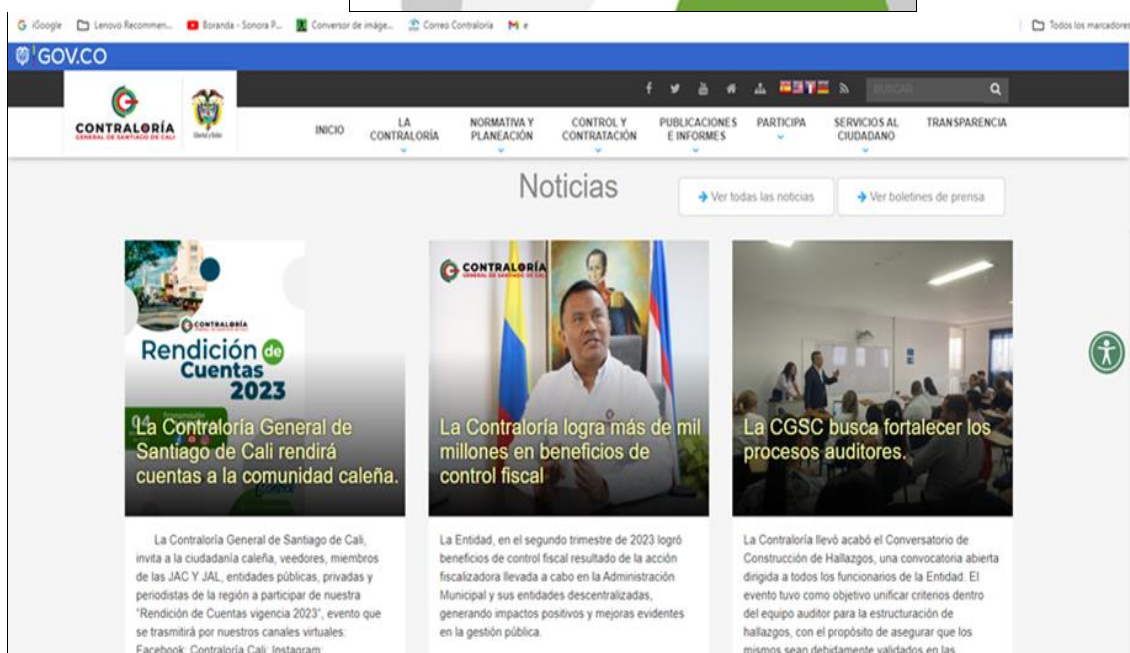 iGoogle Lenovo Recommen... Boranda - Sonora P... Conversor de imáge... Correo Contraloría e Todos los marcadores
GOV.CO
BUSCAR
CONTRALORÍA
GENERAL DE SANTIAGO DE CALI
INICIO
LA CONTRALORÍA
NORMATIVA Y PLANEACIÓN
CONTROL Y CONTRATACIÓN
PUBLICACIONES E INFORMES
PARTICIPA
SERVICIOS AL CIUDADANO
TRANSPARENCIA
Noticias
Ver todas las noticias
Ver boletines de prensa
CONTRALORÍA
Rendición de
Cuentas
2023
04
La Contraloría General de
Santiago de Cali rendirá
cuentas a la comunidad caleña.
La Contraloría General de Santiago de Cali,
invita a la ciudadanía caleña, veedores, miembros
de las JAC Y JAL, entidades públicas, privadas y
periodistas de la región a participar de nuestra
"Rendición de Cuentas vigencia 2023", evento que
se trasmitirá por nuestros canales virtuales:
Facebook: Contraloría Cali; Instagram:
CONTRALORÍA
GENERAL DE SANTIAGO DE CALI
La Contraloría logra más de mil
millones en beneficios de
control fiscal
La Entidad, en el segundo trimestre de 2023 logró
beneficios de control fiscal resultado de la acción
fiscalizadora llevada a cabo en la Administración
Municipal y sus entidades descentralizadas,
generando impactos positivos y mejoras evidentes
en la gestión pública.
La CGSC busca fortalecer los
procesos auditores.
La Contraloría llevó acabó el Conversatorio de
Construcción de Hallazgos, una convocatoria abierta
dirigida a todos los funcionarios de la Entidad. El
evento tuvo como objetivo unificar criterios dentro
del equipo auditor para la estructuración de
hallazgos, con el propósito de asegurar que los
mismos sean debidamente validados en las